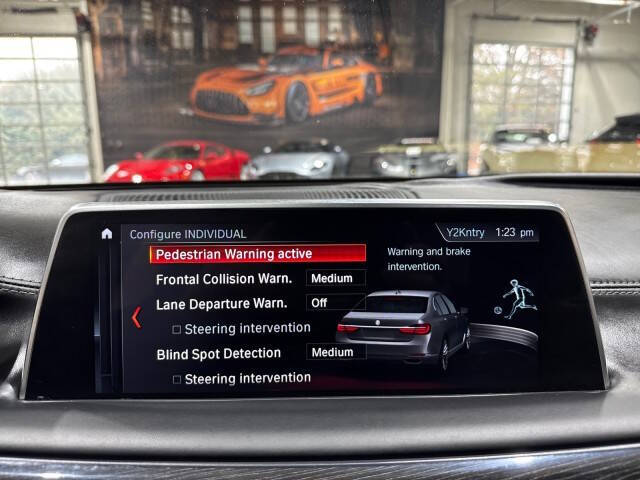 Configure INDIVIDUAL
Y2Kntry 1:23 pm
Pedestrian Warning active
Frontal Collision Warn. Medium
Lane Departure Warn. Off
Steering intervention
Blind Spot Detection Medium
Steering intervention
Warning and brake
intervention.